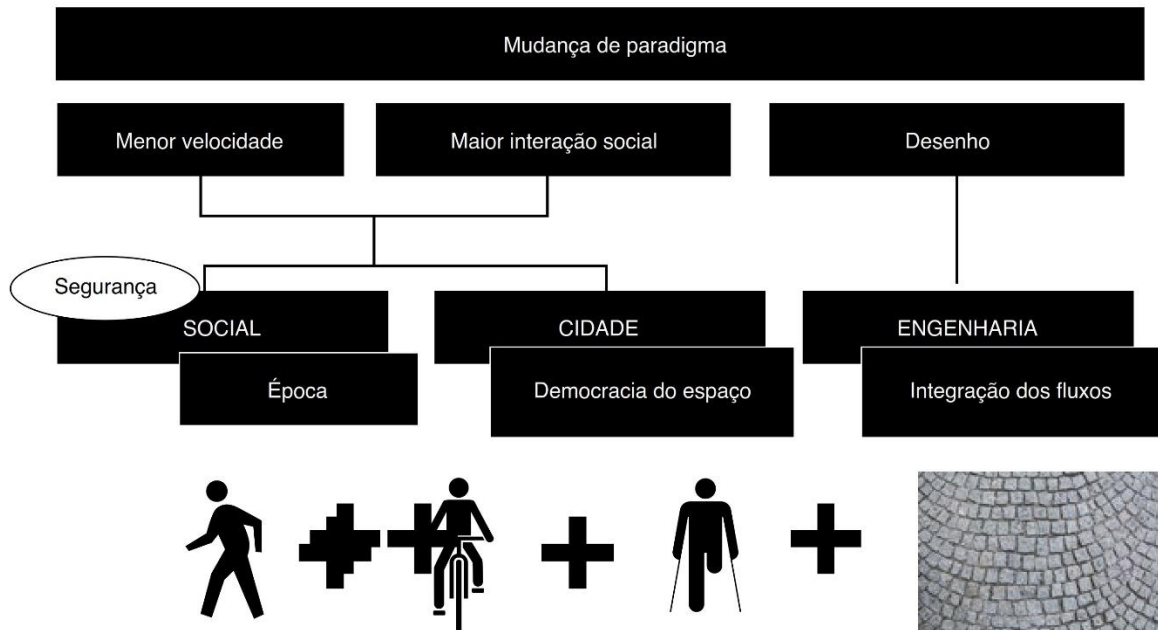 Mudança de paradigma
Menor velocidade
Maior interação social
Desenho
Segurança
SOCIAL
CIDADE
ENGENHARIA
Época
Democracia do espaço
Integração dos fluxos